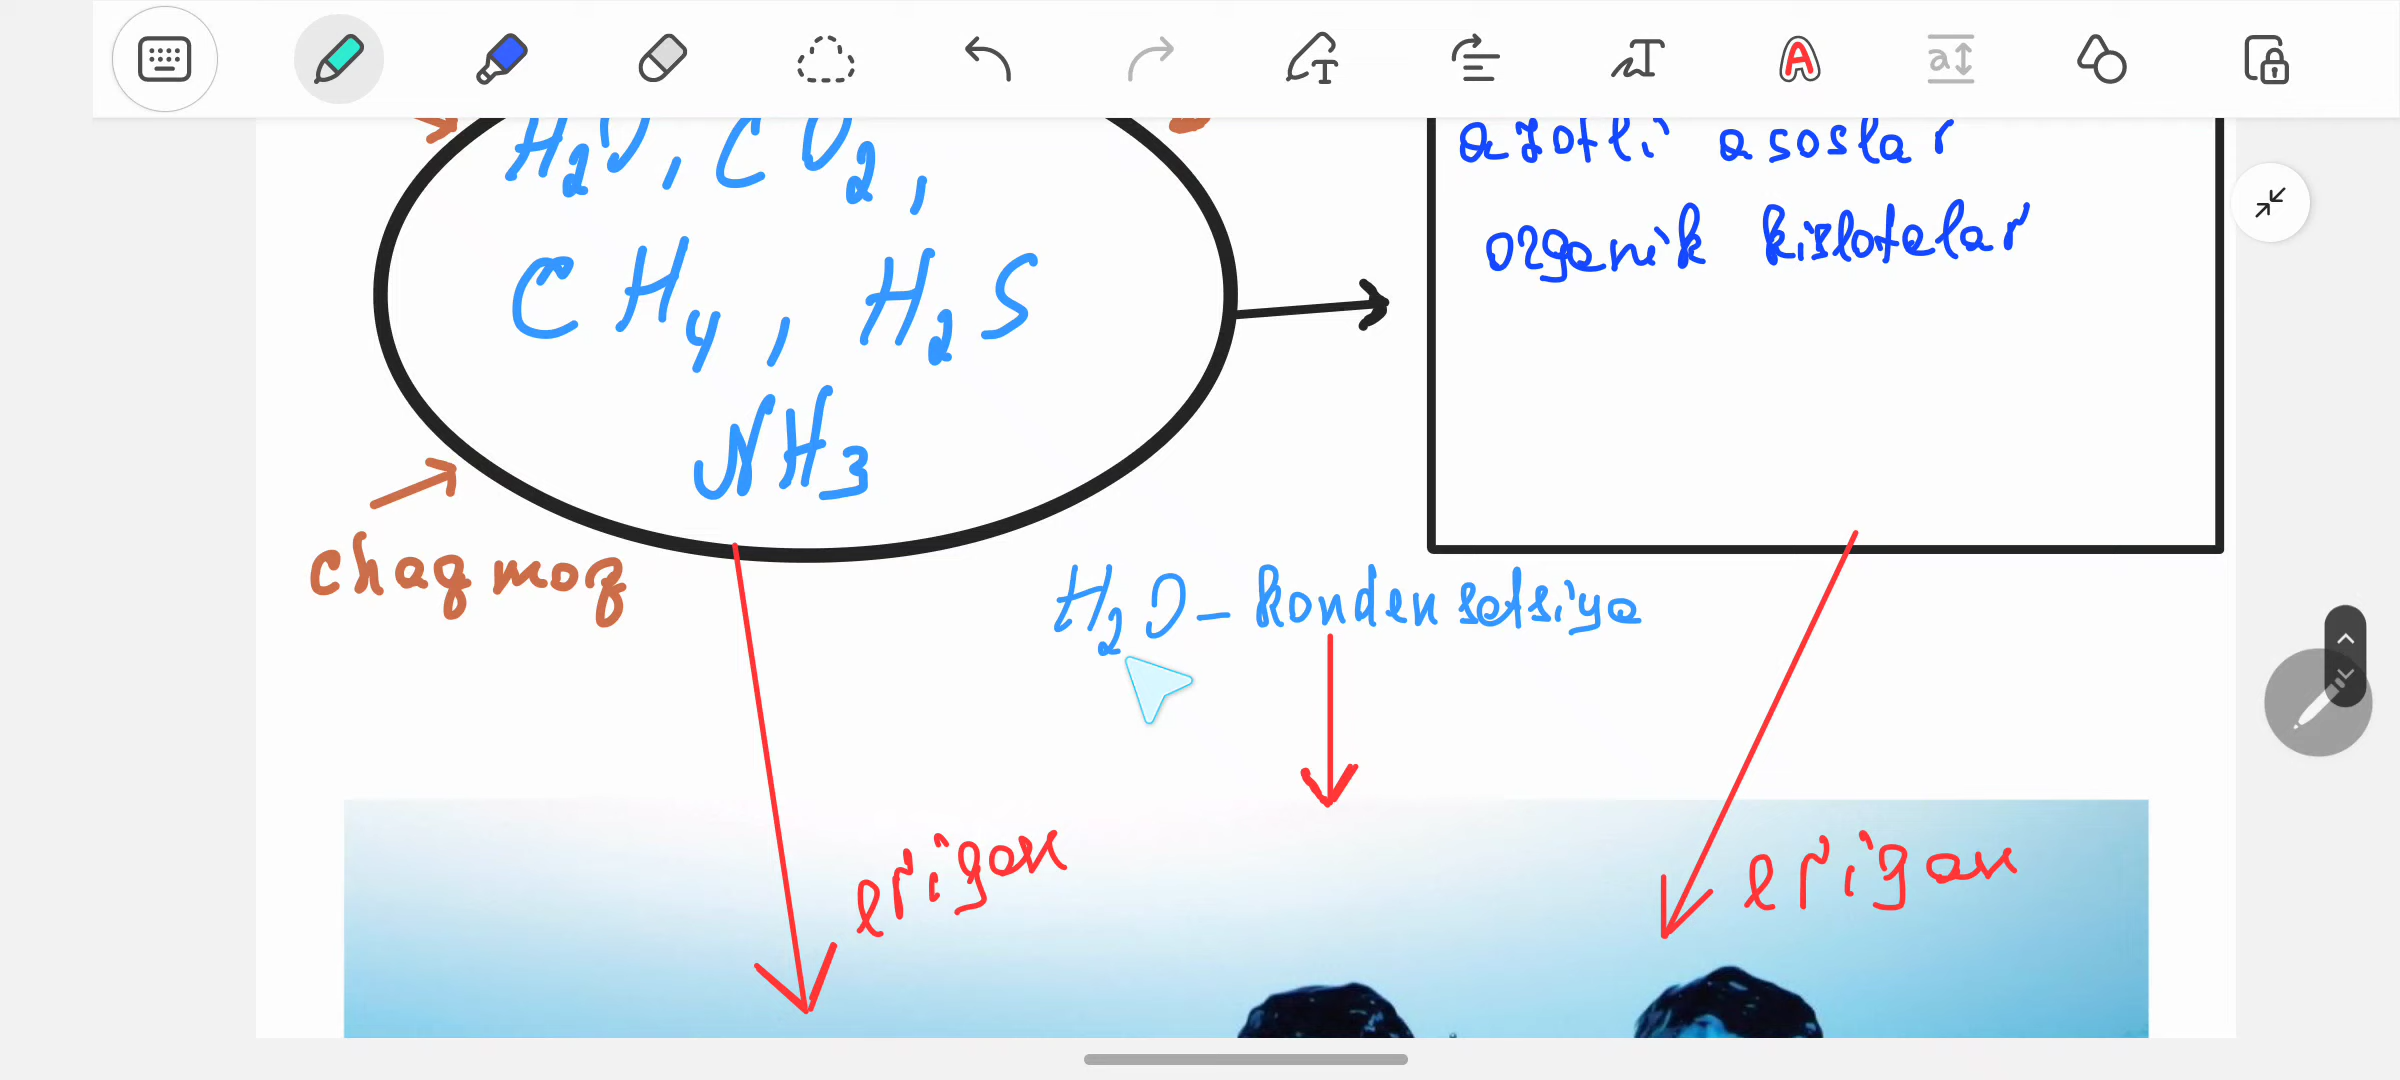 H₂O, CO₂,
CH₄, H₂S
NH₃
chaqmoq
azotli asoslar
organik kislotalar
H₂O - kondensatsiya
erigan
erigan